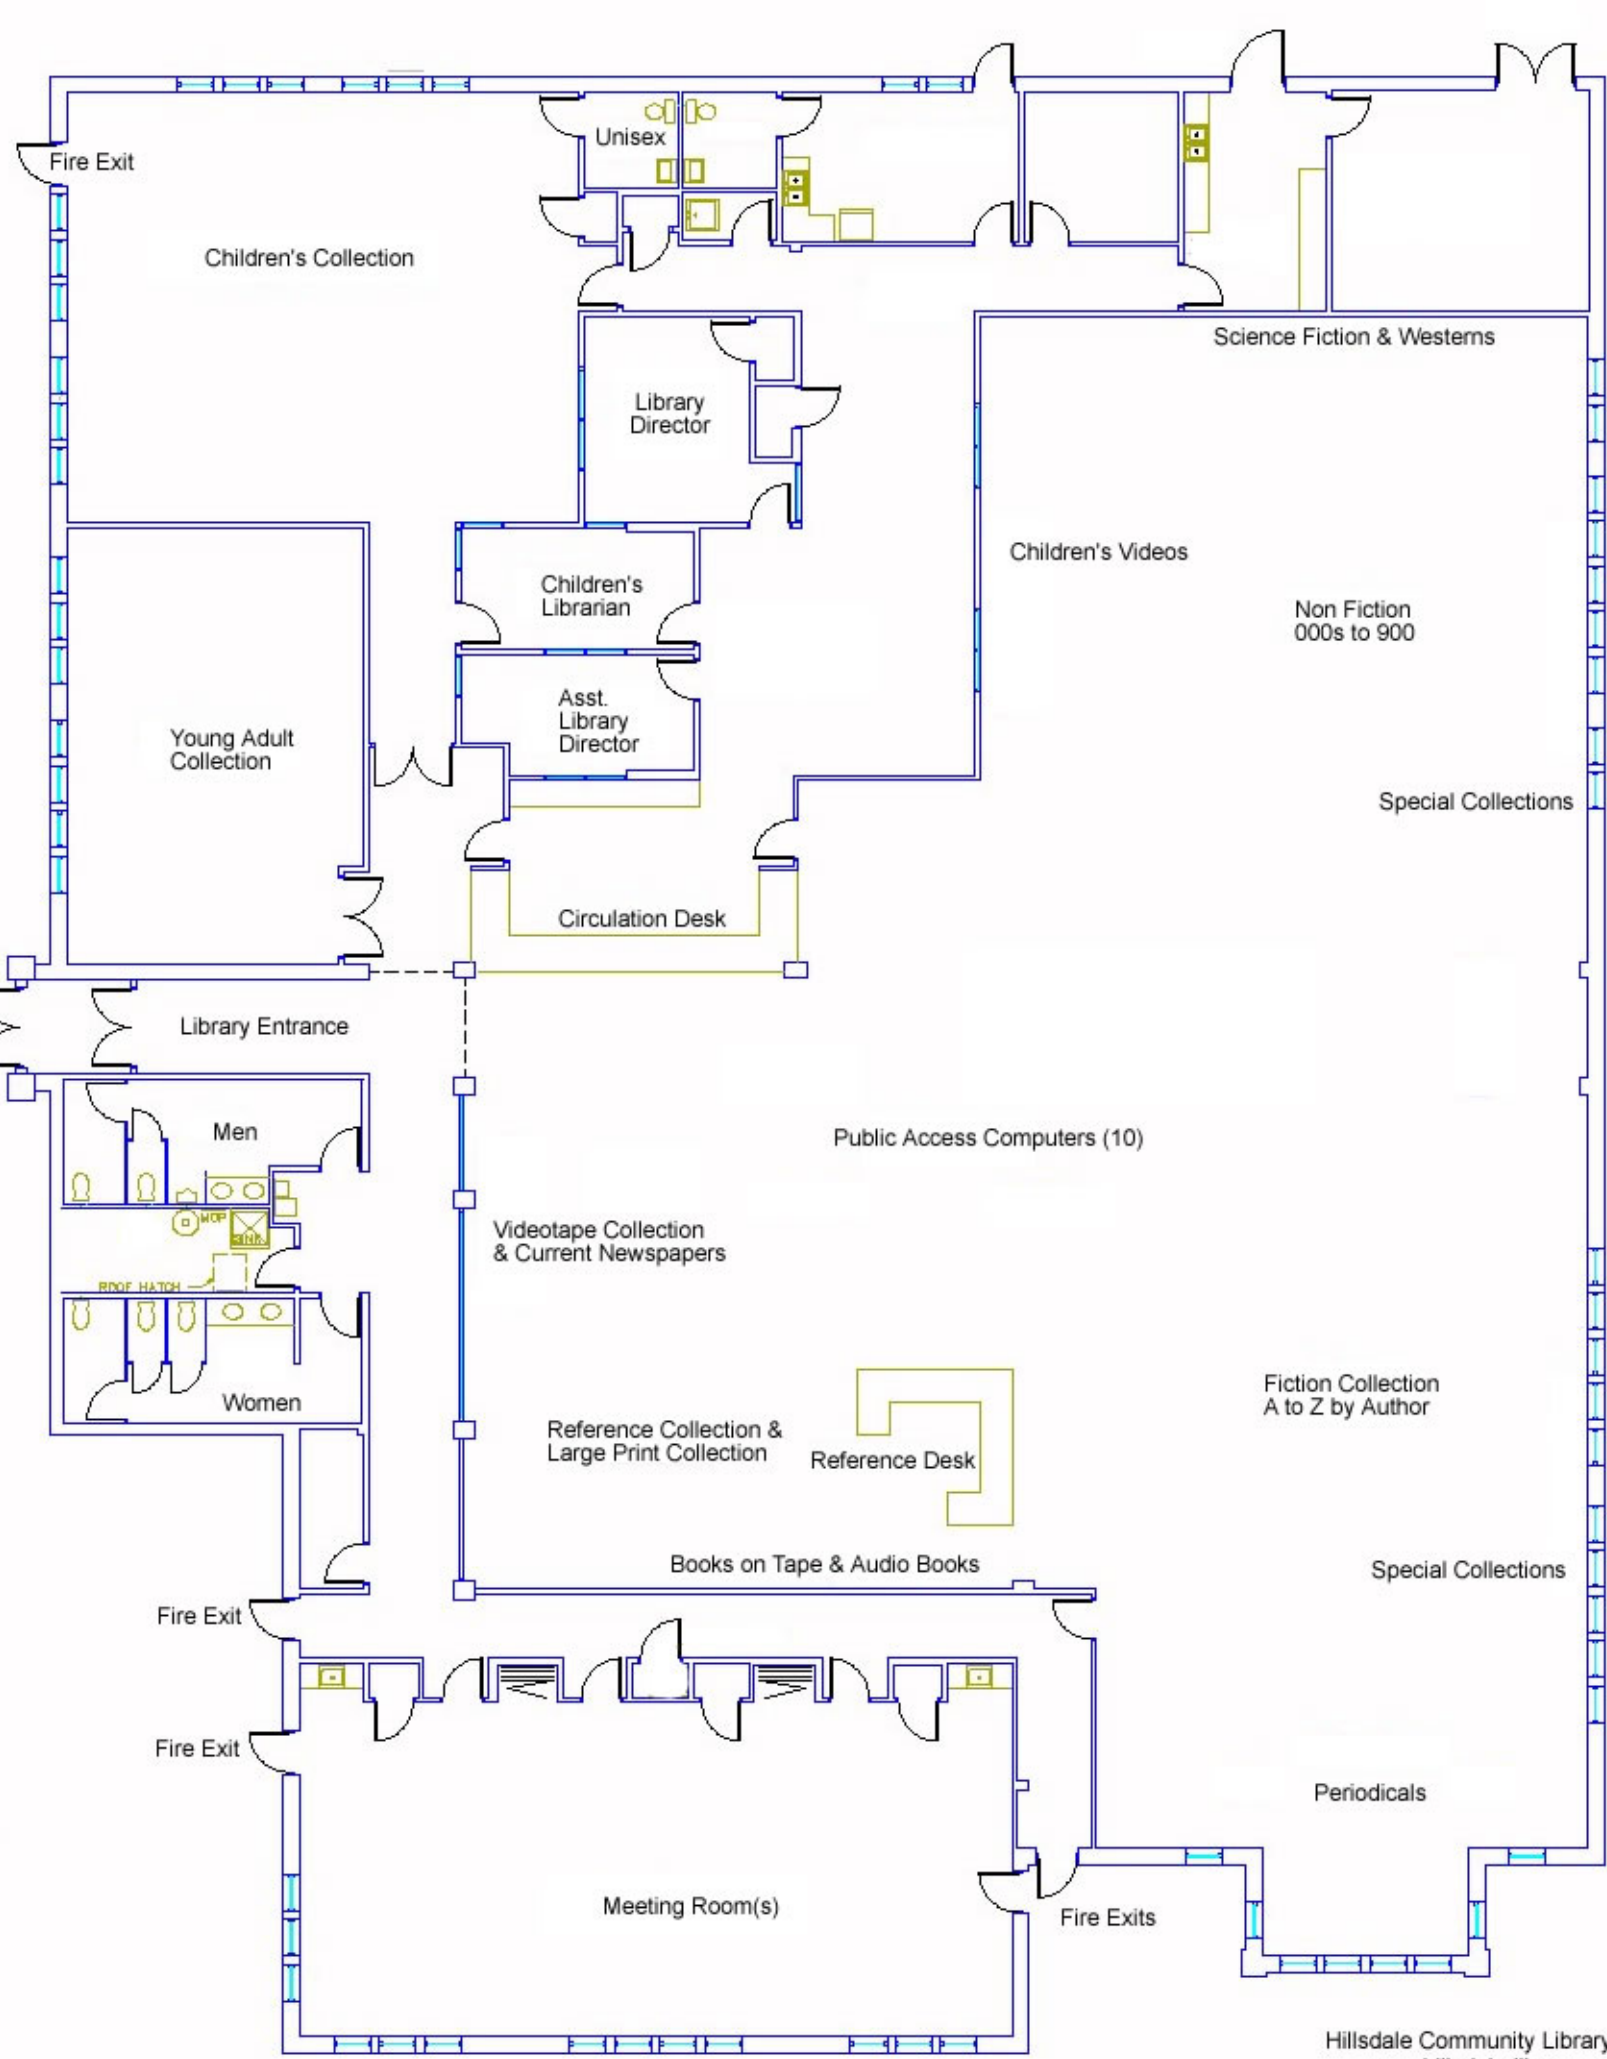 Unisex
Fire Exit
Children's Collection
Science Fiction & Westerns
Library
Director
Children's Videos
Children's
Librarian
Non Fiction
000s to 900
Asst.
Library
Director
Young Adult
Collection
Special Collections
Circulation Desk
Library Entrance
Men
Public Access Computers (10)
MOP
SINK
Videotape Collection
& Current Newspapers
ROOF HATCH
Women
Fiction Collection
A to Z by Author
Reference Collection &
Large Print Collection
Reference Desk
Books on Tape & Audio Books
Special Collections
Fire Exit
Fire Exit
Periodicals
Meeting Room(s)
Fire Exits
Hillsdale Community Library